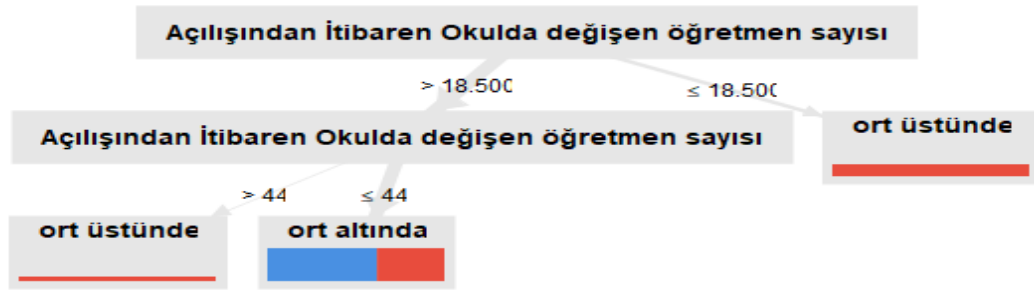 Açılışından İtibaren Okulda değişen öğretmen sayısı
> 18.500
≤ 18.500
Açılışından İtibaren Okulda değişen öğretmen sayısı
ort üstünde
> 44
≤ 44
ort üstünde
ort altında